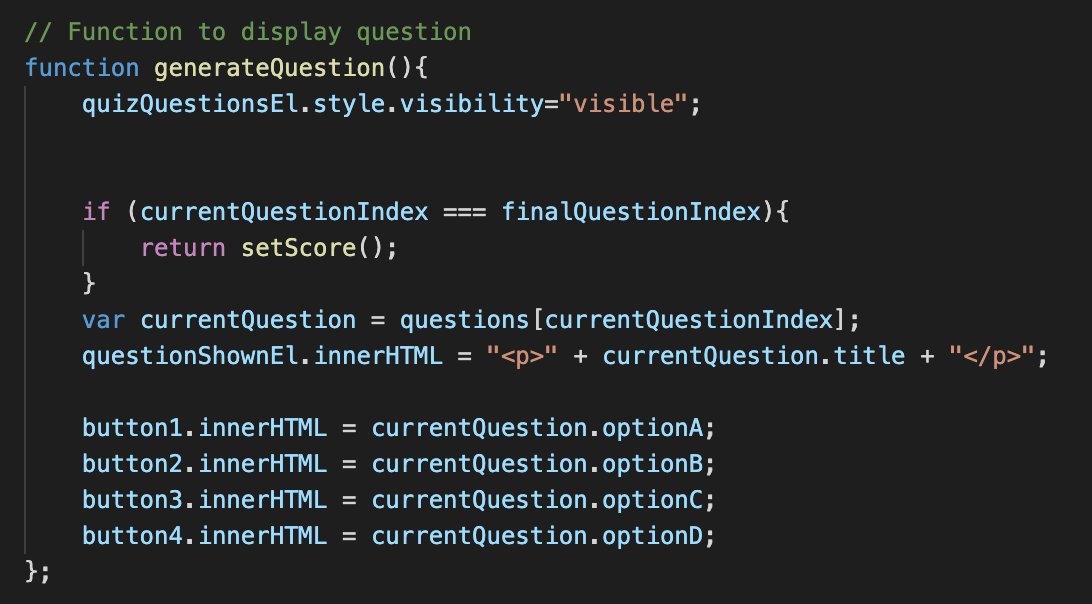 // Function to display question
function generateQuestion(){
    quizQuestionsEl.style.visibility="visible";
    if (currentQuestionIndex === finalQuestionIndex){
        return setScore();
    }
    var currentQuestion = questions[currentQuestionIndex];
    questionShownEl.innerHTML = "<p>" + currentQuestion.title + "</p>";
    button1.innerHTML = currentQuestion.optionA;
    button2.innerHTML = currentQuestion.optionB;
    button3.innerHTML = currentQuestion.optionC;
    button4.innerHTML = currentQuestion.optionD;
};